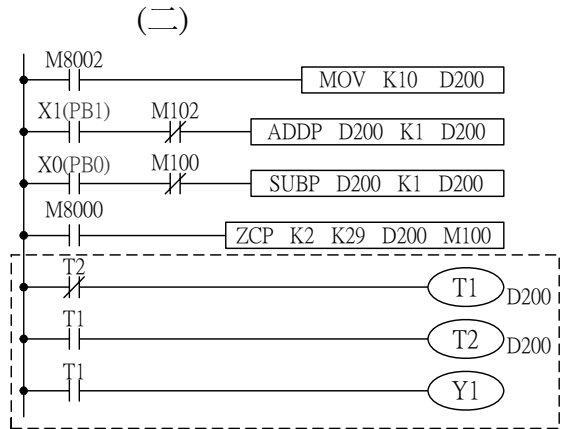 (二)
M8002
MOV K10 D200
X1(PB1) M102
ADDP D200 K1 D200
X0(PB0) M100
SUBP D200 K1 D200
M8000
ZCP K2 K29 D200 M100
T2
T1 D200
T1
T2 D200
T1
Y1